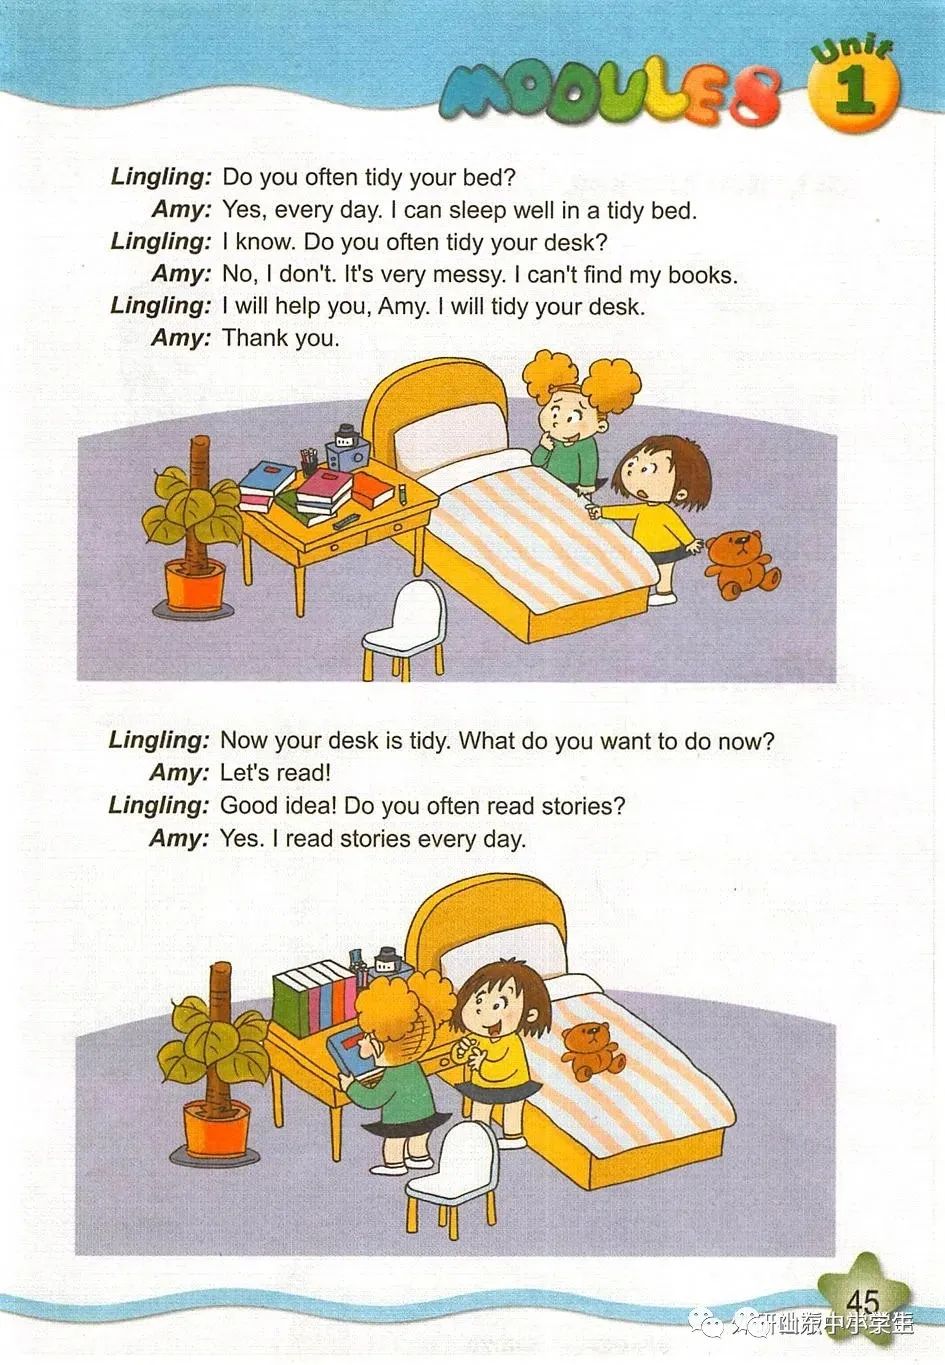 MODULE 8
Unit 1
Lingling: Do you often tidy your bed?
Amy: Yes, every day. I can sleep well in a tidy bed.
Lingling: I know. Do you often tidy your desk?
Amy: No, I don't. It's very messy. I can't find my books.
Lingling: I will help you, Amy. I will tidy your desk.
Amy: Thank you.
Lingling: Now your desk is tidy. What do you want to do now?
Amy: Let's read!
Lingling: Good idea! Do you often read stories?
Amy: Yes. I read stories every day.
45
中小学生